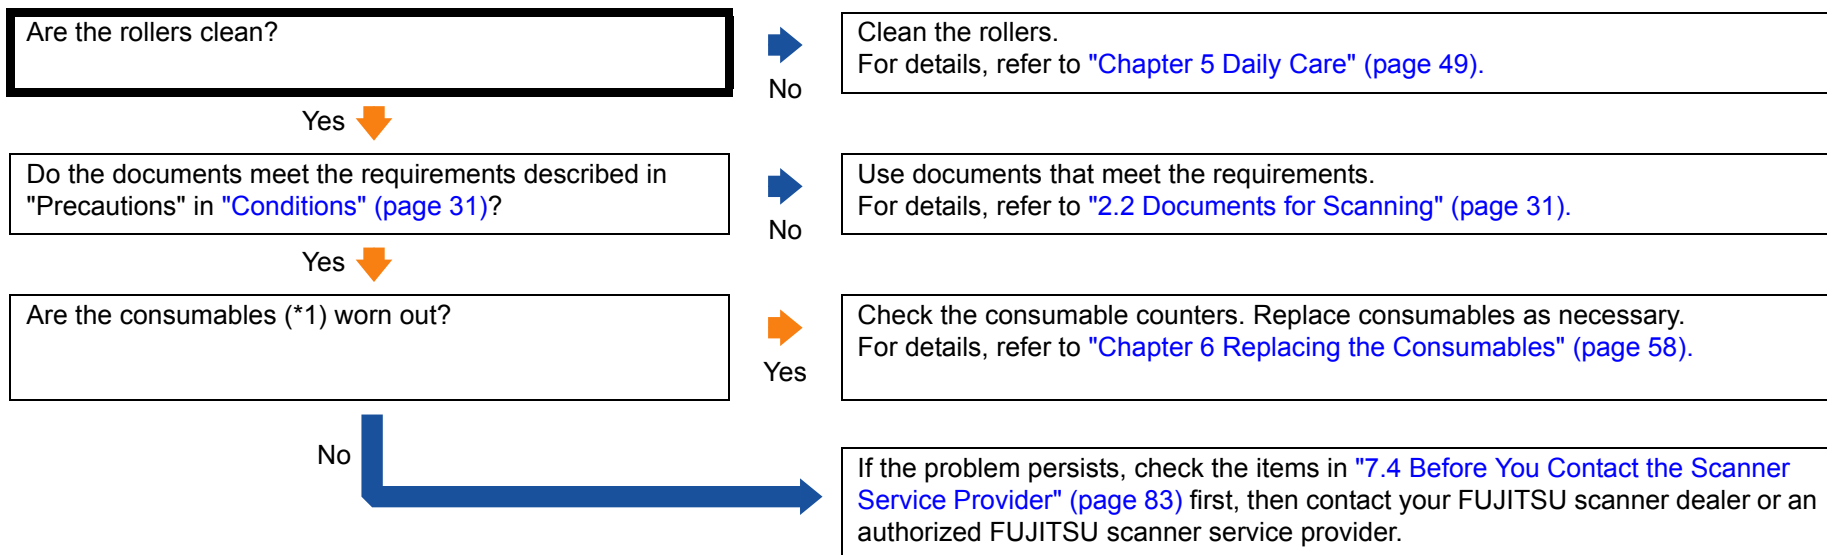 Are the rollers clean?
No
Clean the rollers.
For details, refer to "Chapter 5 Daily Care" (page 49).
Yes
Do the documents meet the requirements described in
"Precautions" in "Conditions" (page 31)?
No
Use documents that meet the requirements.
For details, refer to "2.2 Documents for Scanning" (page 31).
Yes
Are the consumables (*1) worn out?
Yes
Check the consumable counters. Replace consumables as necessary.
For details, refer to "Chapter 6 Replacing the Consumables" (page 58).
No
If the problem persists, check the items in "7.4 Before You Contact the Scanner
Service Provider" (page 83) first, then contact your FUJITSU scanner dealer or an
authorized FUJITSU scanner service provider.